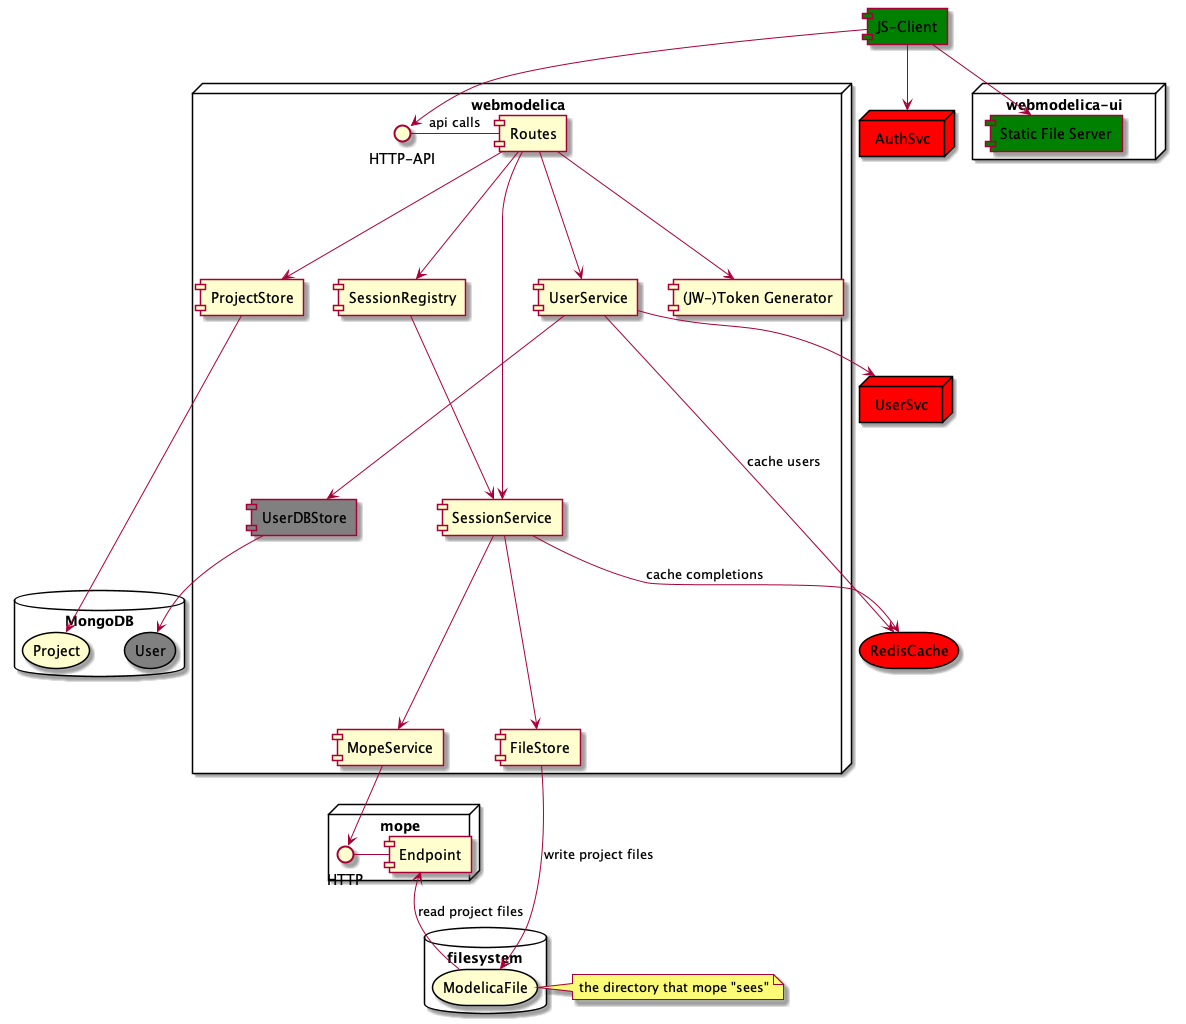 JS-Client
webmodelica
webmodelica-ui
api calls
Routes
AuthSvc
Static File Server
HTTP-API
ProjectStore
SessionRegistry
UserService
(JW-)Token Generator
UserSvc
cache users
UserDBStore
SessionService
cache completions
MongoDB
Project
User
RedisCache
MopeService
FileStore
mope
Endpoint
write project files
HTTP
read project files
filesystem
ModelicaFile
the directory that mope "sees"